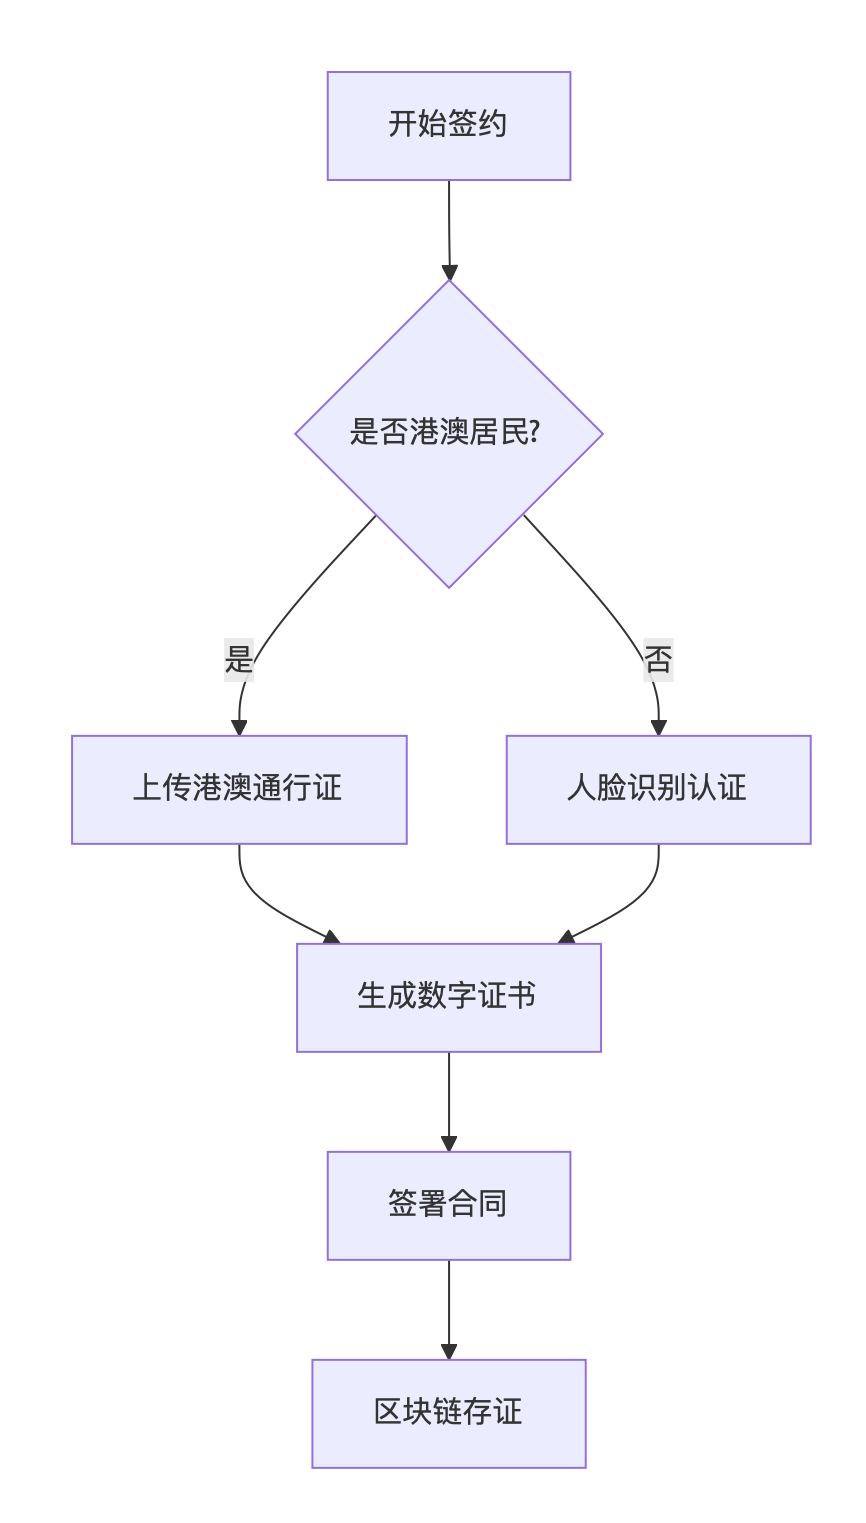 开始签约
是否港澳居民?
是
否
上传港澳通行证
人脸识别认证
生成数字证书
签署合同
区块链存证